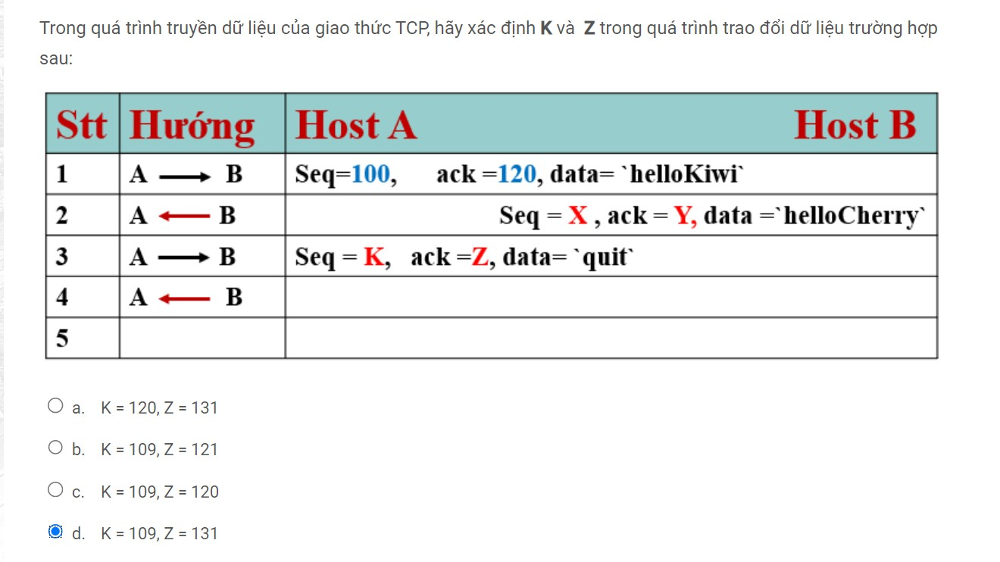 Trong quá trình truyền dữ liệu của giao thức TCP, hãy xác định K và Z trong quá trình trao đổi dữ liệu trường hợp
sau:
Stt Hướng Host A Host B
1 A B Seq=100, ack =120, data= `helloKiwi`
2 A B Seq = X , ack = Y, data =`helloCherry`
3 A B Seq = K, ack =Z, data= `quit`
4 A B
5
a. K = 120, Z = 131
b. K = 109, Z = 121
c. K = 109, Z = 120
d. K = 109, Z = 131